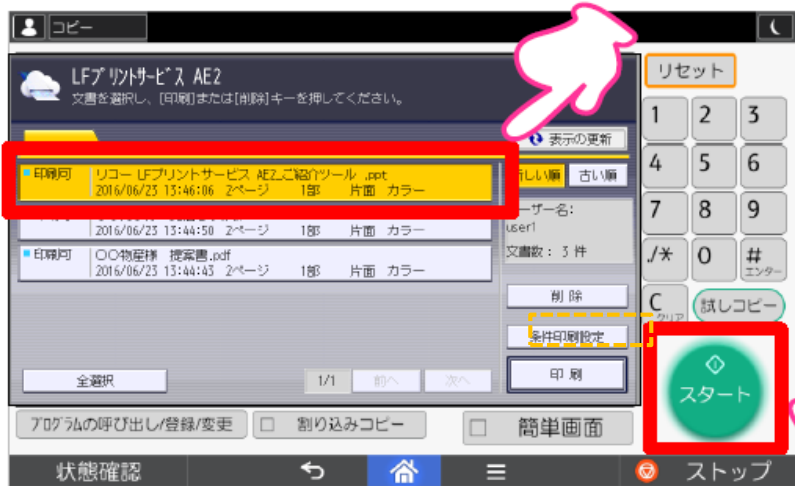 コピー
LFプリントサービス AE2
文書を選択し、[印刷]または[削除]キーを押してください。
表示の更新
印刷可 リコー LFプリントサービス AE2_ご紹介ツール .ppt
2016/06/23 13:46:06 2ページ 1部 片面 カラー
しい順 古い順
2016/06/23 13:44:50 2ページ 1部 片面 カラー
ーザー名:
user1
印刷可 〇〇物産様 提案書.pdf
2016/06/23 13:44:43 2ページ 1部 片面 カラー
文書数: 3 件
削 除
条件印刷設定
全選択 1/1 前へ 次へ 印 刷
プログラムの呼び出し/登録/変更 割り込みコピー 簡単画面
状態確認 ストップ
リセット
1 2 3
4 5 6
7 8 9
./* 0 #
エンター
C
クリア
試しコピー
スタート